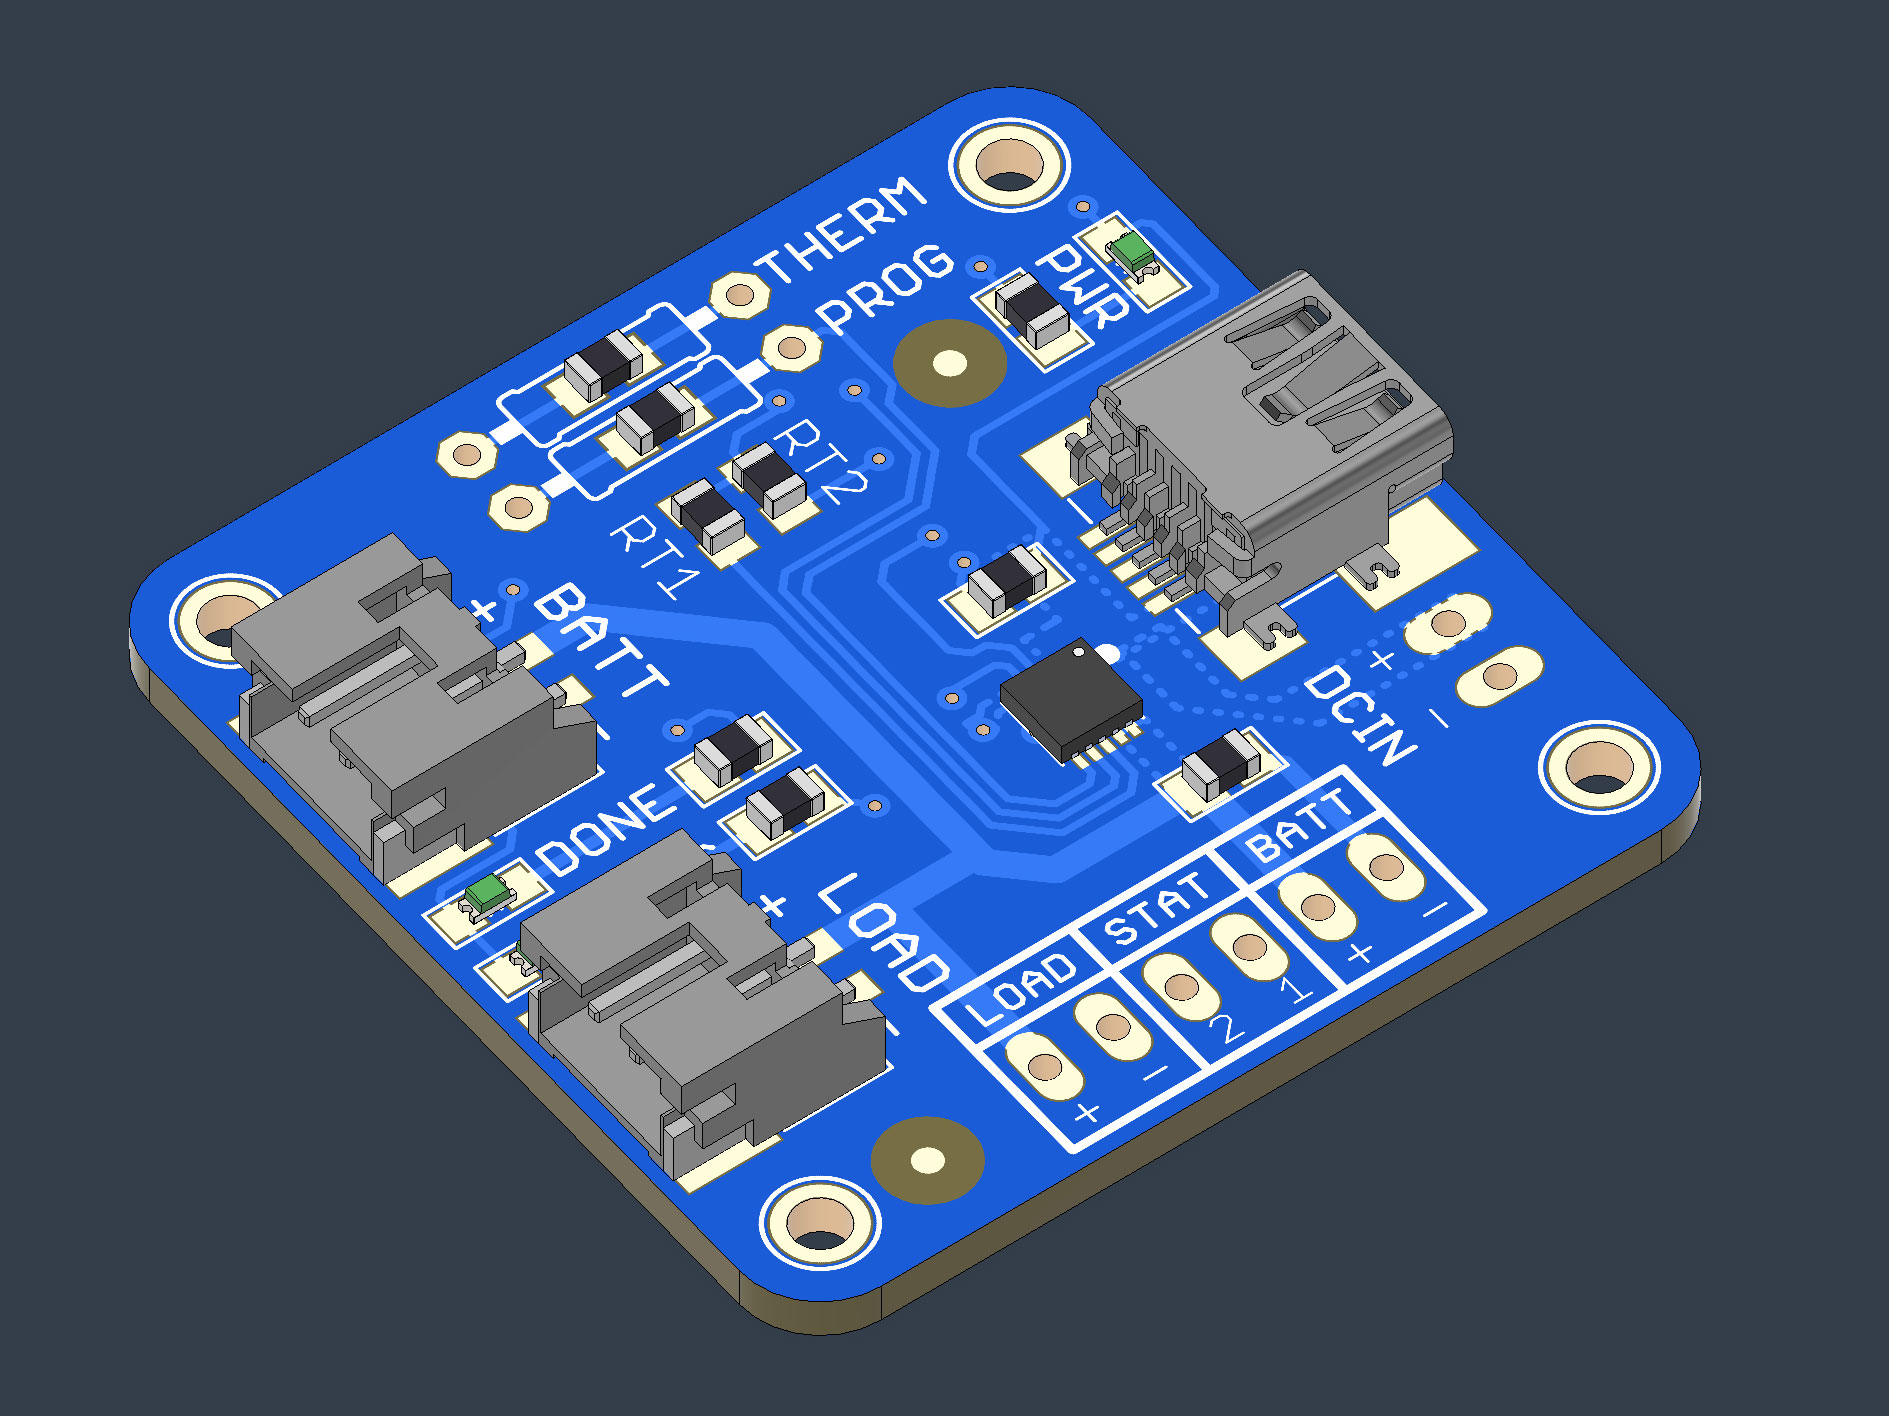 THERM
PROG
PWR
RT2
RT1
+
BATT
DONE
+
LOAD
+
DCIN
-
LOAD STAT BATT
+ - 2 1 + -